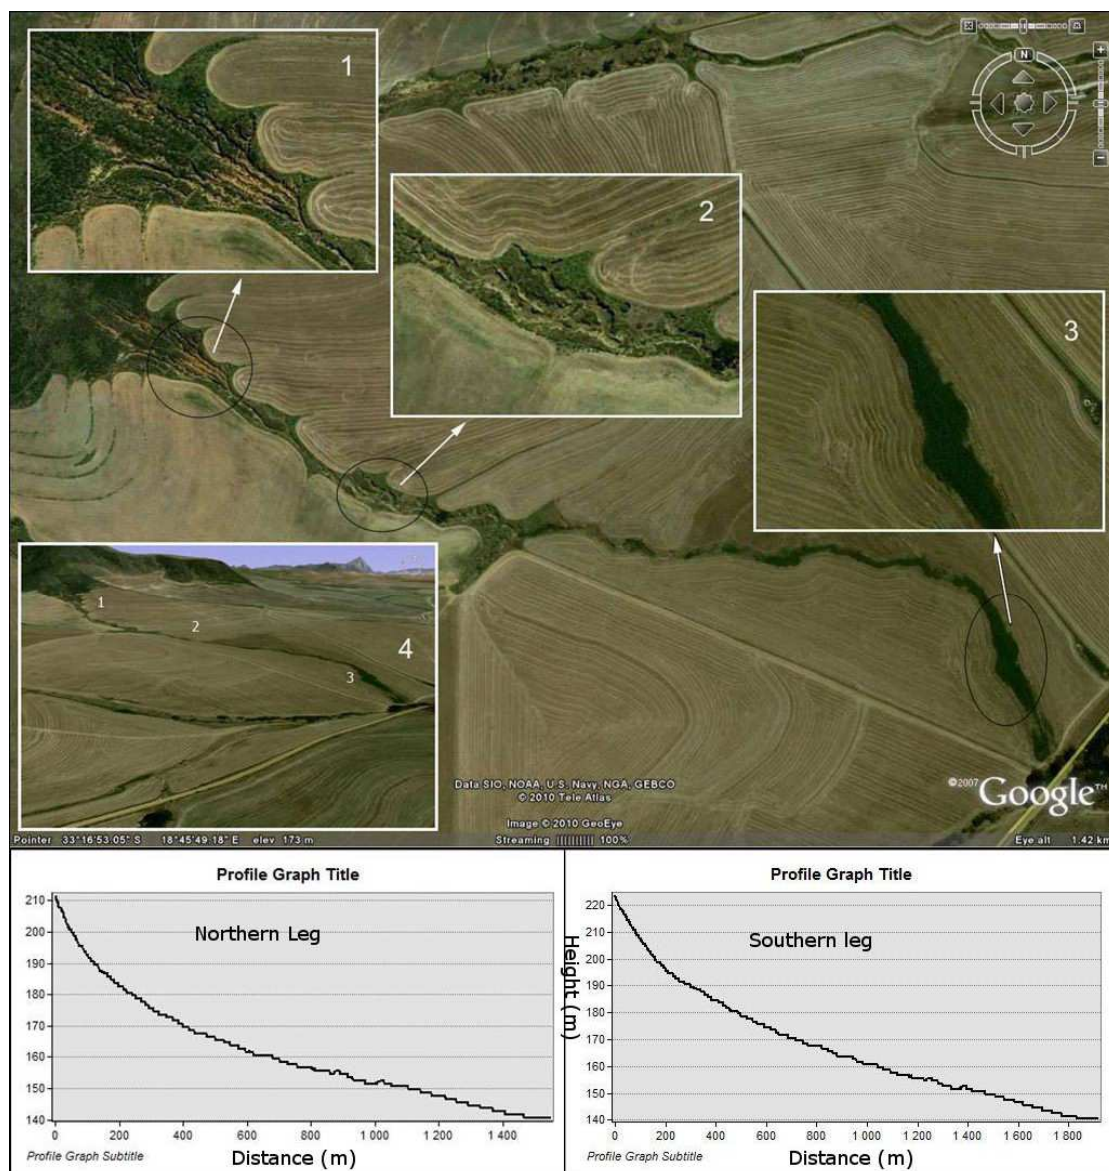 N
1
2
3
1
2
3
4
Data SIO, NOAA, U.S. Navy, NGA, GEBCO
© 2010 Tele Atlas
Image © 2010 GeoEye
©2007 Google™
Pointer 33°16'53.05" S 18°45'49.18" E elev 173 m
Streaming |||||||||| 100%
Eye alt 1.42 km
Profile Graph Title
210
200
190
180
170
160
150
140
Northern Leg
0 200 400 600 800 1 000 1 200 1 400
Profile Graph Subtitle
Distance (m)
Profile Graph Title
Height (m)
220
210
200
190
180
170
160
150
140
Southern leg
0 200 400 600 800 1 000 1 200 1 400 1 600 1 800
Profile Graph Subtitle
Distance (m)